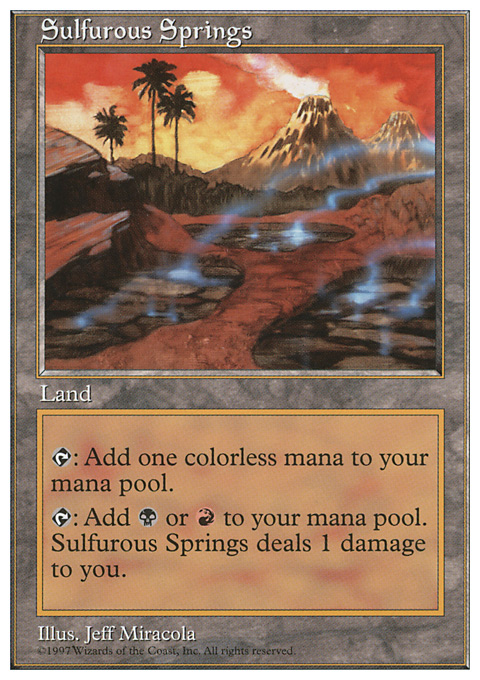 Sulfurous Springs
Land
: Add one colorless mana to your
mana pool.
: Add or to your mana pool.
Sulfurous Springs deals 1 damage
to you.
Illus. Jeff Miracola
©1997 Wizards of the Coast, Inc. All rights reserved.